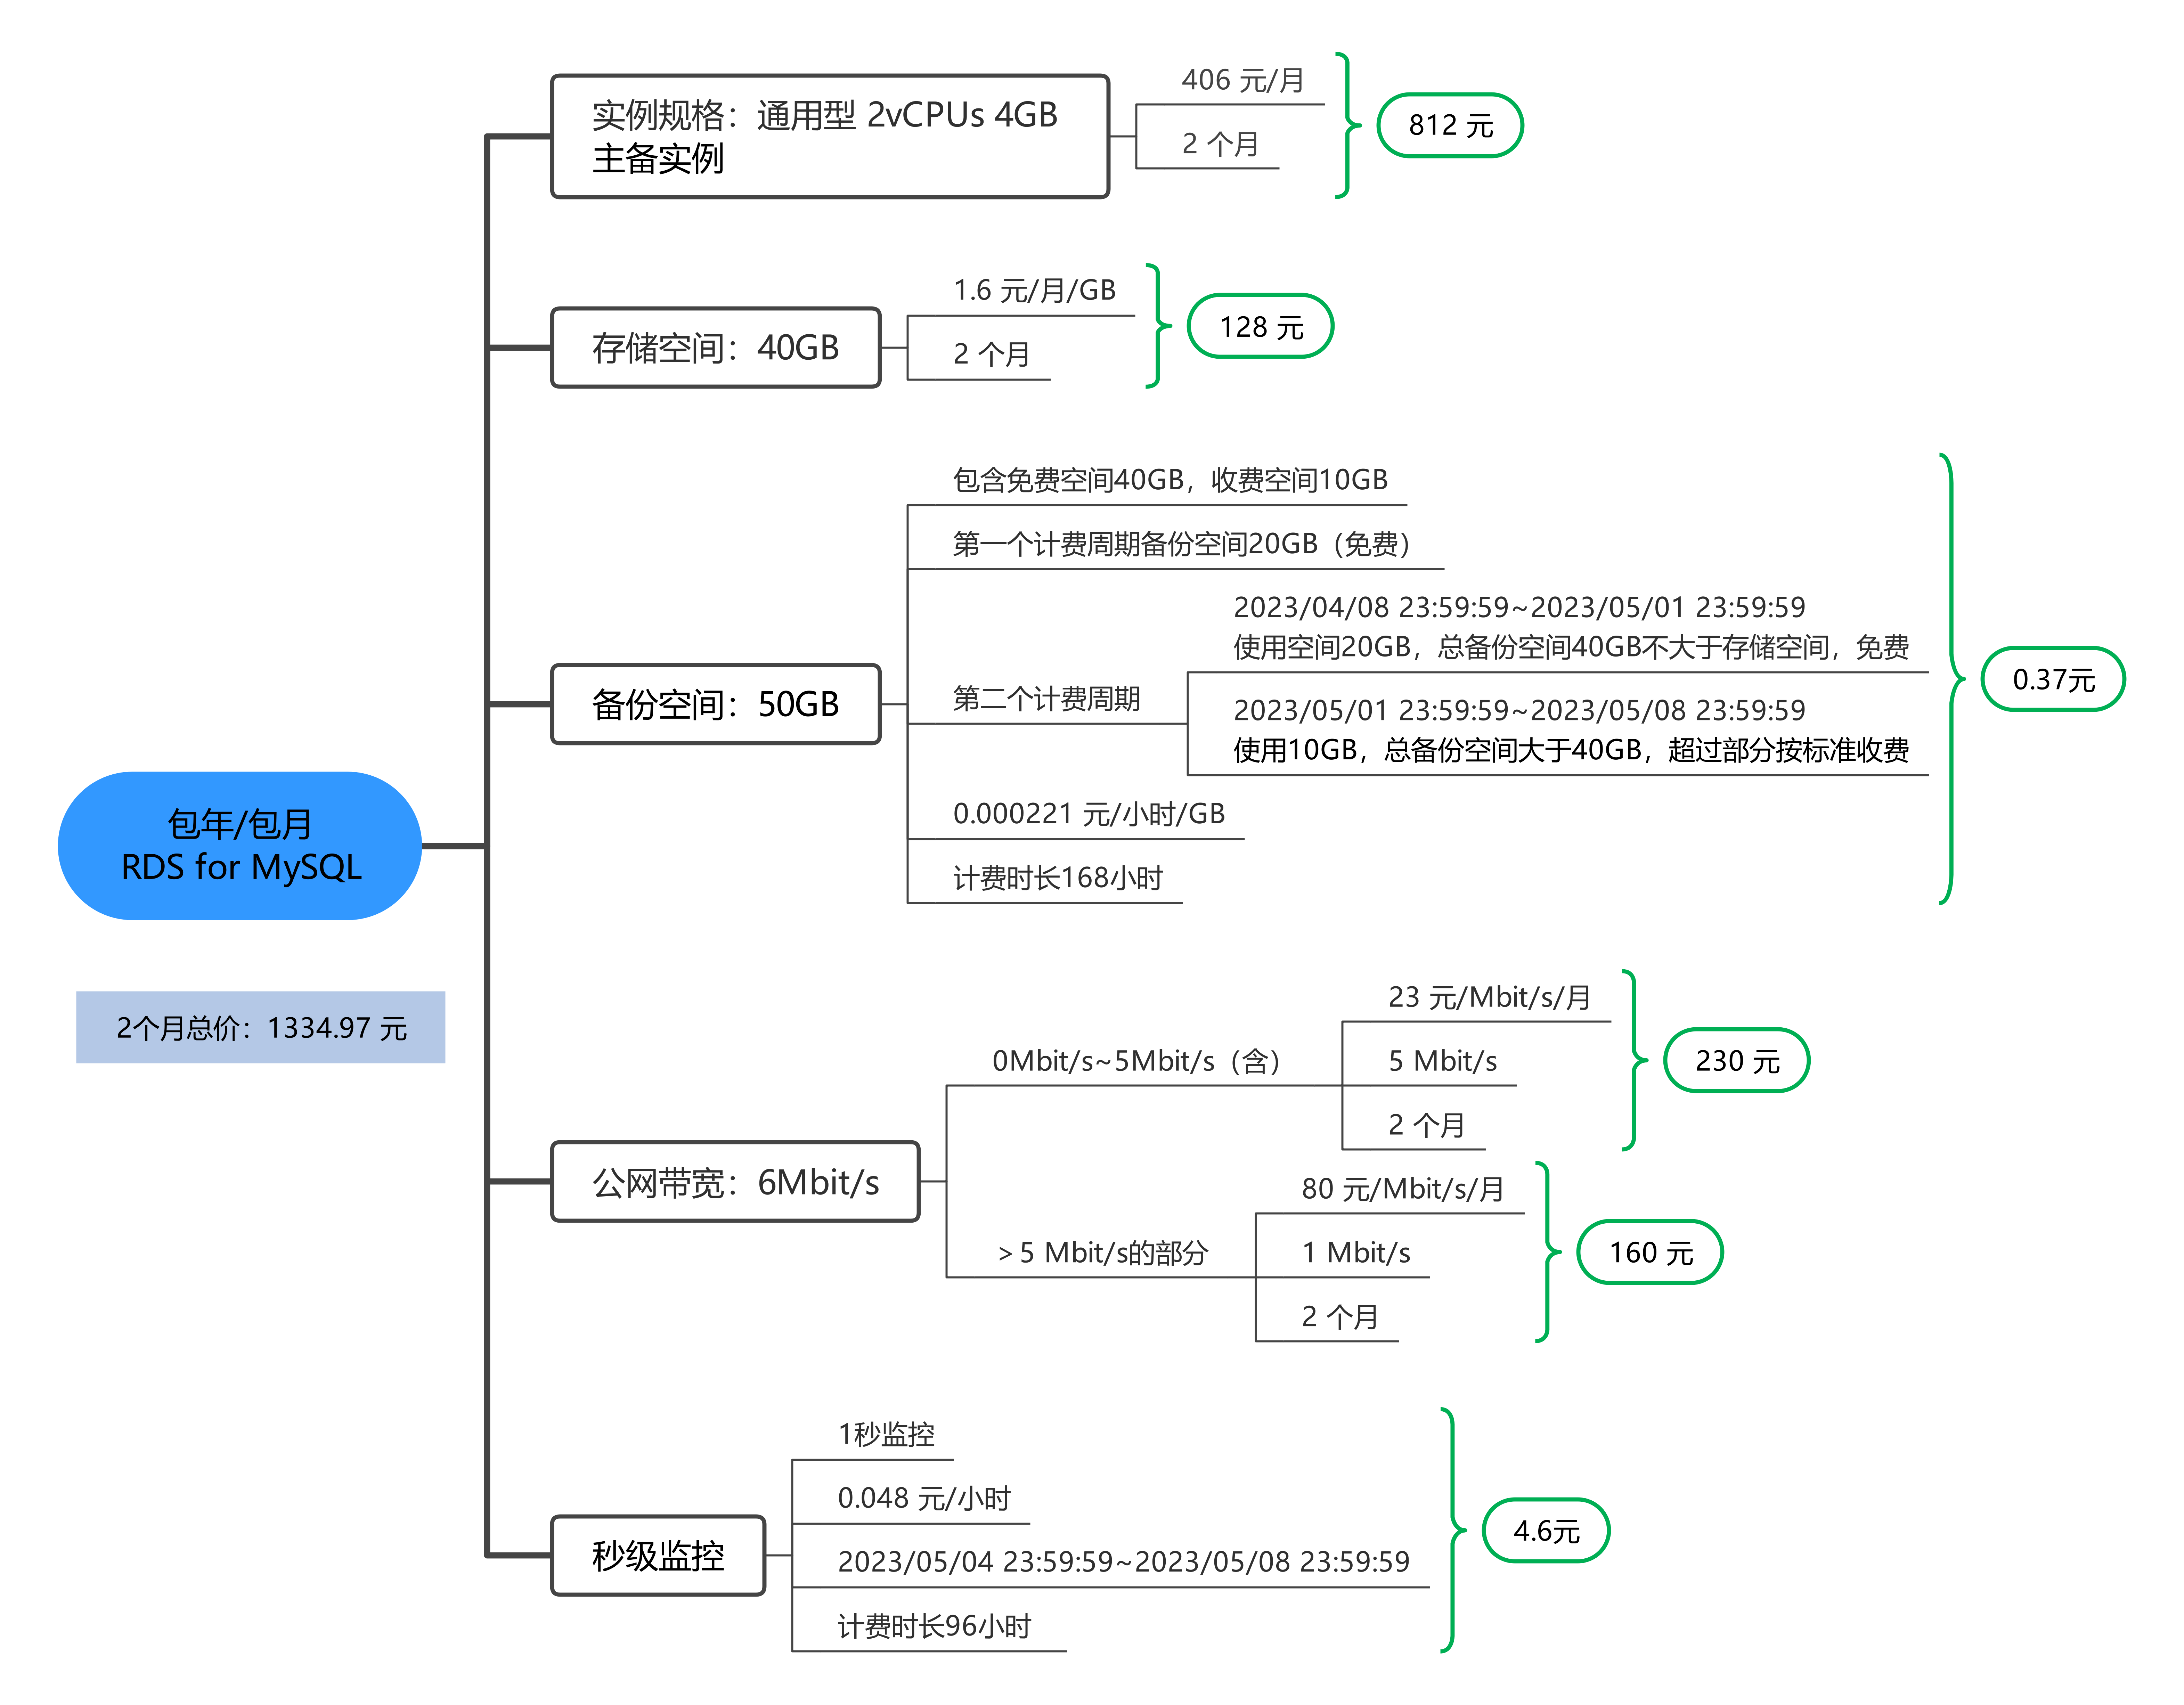 包年/包月
RDS for MySQL
2个月总价：1334.97 元
实例规格：通用型 2vCPUs 4GB
主备实例
406 元/月
2 个月
812 元
存储空间：40GB
1.6 元/月/GB
2 个月
128 元
备份空间：50GB
包含免费空间40GB，收费空间10GB
第一个计费周期备份空间20GB（免费）
第二个计费周期
2023/04/08 23:59:59~2023/05/01 23:59:59
使用空间20GB，总备份空间40GB不大于存储空间，免费
2023/05/01 23:59:59~2023/05/08 23:59:59
使用10GB，总备份空间大于40GB，超过部分按标准收费
0.000221 元/小时/GB
计费时长168小时
0.37元
公网带宽：6Mbit/s
0Mbit/s~5Mbit/s（含）
23 元/Mbit/s/月
5 Mbit/s
2 个月
230 元
＞5 Mbit/s的部分
80 元/Mbit/s/月
1 Mbit/s
2 个月
160 元
秒级监控
1秒监控
0.048 元/小时
2023/05/04 23:59:59~2023/05/08 23:59:59
计费时长96小时
4.6元